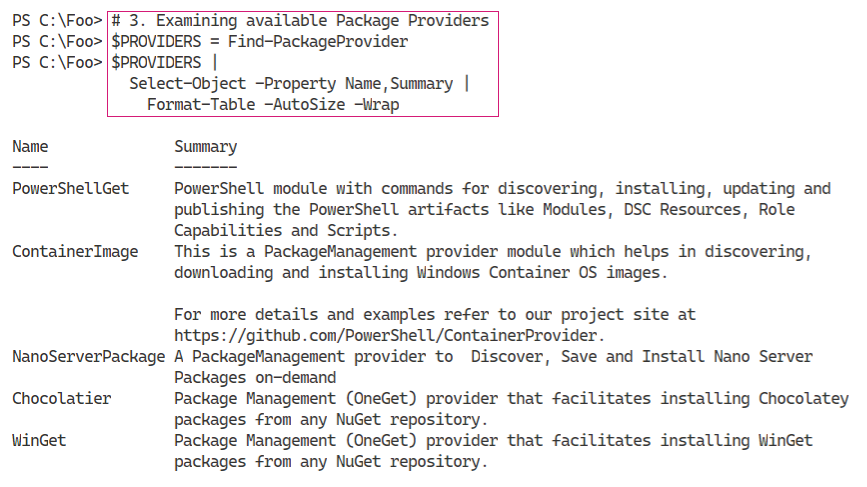 PS C:\Foo> # 3. Examining available Package Providers
PS C:\Foo> $PROVIDERS = Find-PackageProvider
PS C:\Foo> $PROVIDERS |
Select-Object -Property Name,Summary |
Format-Table -AutoSize -Wrap
Name Summary
---- -------
PowerShellGet PowerShell module with commands for discovering, installing, updating and
publishing the PowerShell artifacts like Modules, DSC Resources, Role
Capabilities and Scripts.
ContainerImage This is a PackageManagement provider module which helps in discovering,
downloading and installing Windows Container OS images.
For more details and examples refer to our project site at
https://github.com/PowerShell/ContainerProvider.
NanoServerPackage A PackageManagement provider to  Discover, Save and Install Nano Server
Packages on-demand
Chocolatier Package Management (OneGet) provider that facilitates installing Chocolatey
packages from any NuGet repository.
WinGet Package Management (OneGet) provider that facilitates installing WinGet
packages from any NuGet repository.